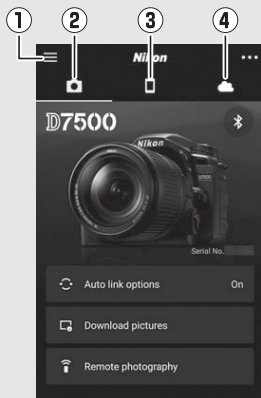 ① ② ③ ④
Nikon
D7500
Nikon
Serial No.
Auto link options On
Download pictures
Remote photography